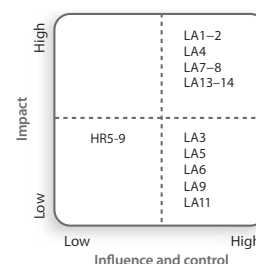 High
Impact
Low
LA1–2
LA4
LA7–8
LA13–14
HR5-9
LA3
LA5
LA6
LA9
LA11
Low
High
Influence and control